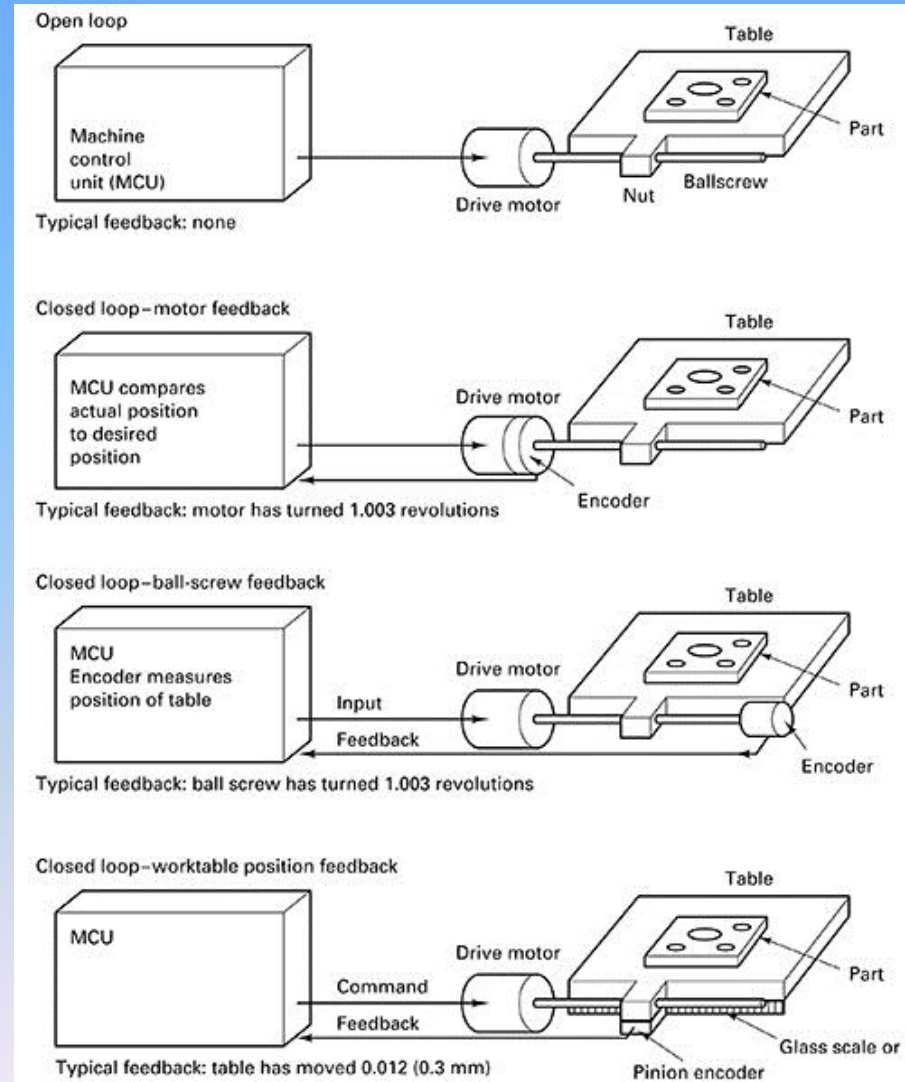 Open loop
Table
Machine
control
unit (MCU)
Part
Nut
Ballscrew
Drive motor
Typical feedback: none
Closed loop–motor feedback
Table
MCU compares
actual position
to desired
position
Drive motor
Part
Encoder
Typical feedback: motor has turned 1.003 revolutions
Closed loop–ball-screw feedback
Table
MCU
Encoder measures
position of table
Drive motor
Part
Input
Feedback
Encoder
Typical feedback: ball screw has turned 1.003 revolutions
Closed loop–worktable position feedback
Table
MCU
Drive motor
Part
Command
Feedback
Glass scale or
Pinion encoder
Typical feedback: table has moved 0.012 (0.3 mm)